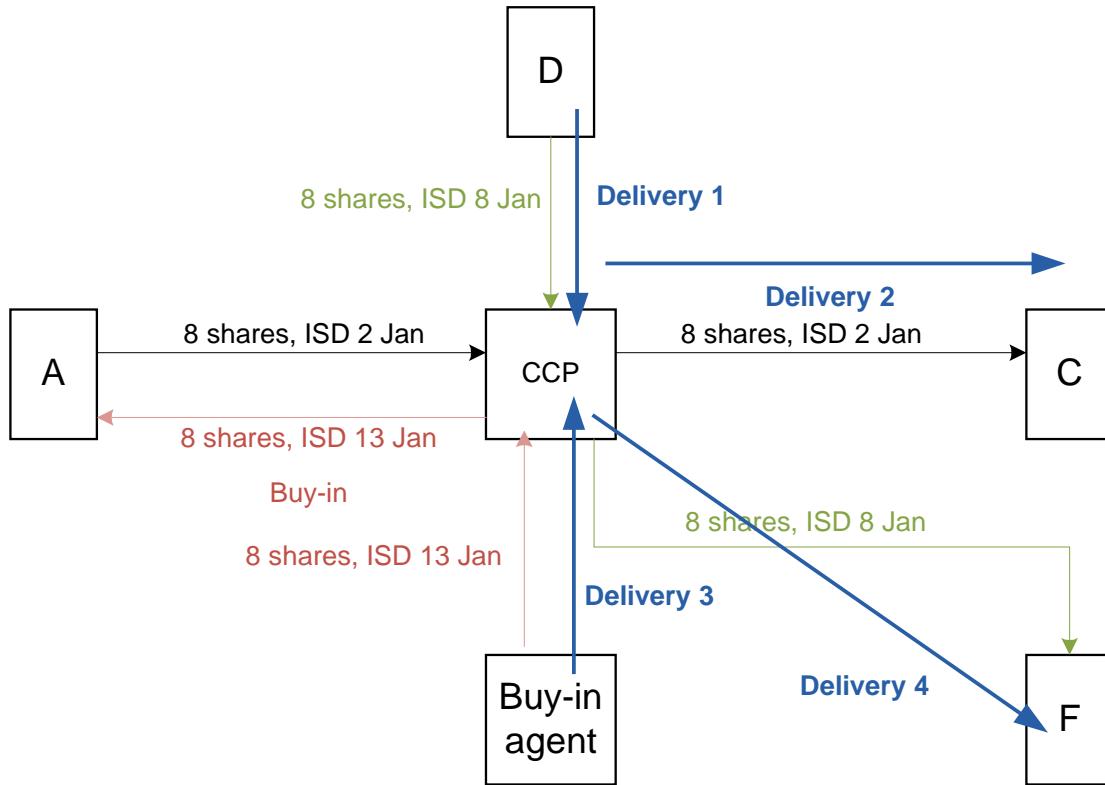 D
8 shares, ISD 8 Jan
Delivery 1
Delivery 2
A
8 shares, ISD 2 Jan
CCP
8 shares, ISD 2 Jan
C
8 shares, ISD 13 Jan
Buy-in
8 shares, ISD 8 Jan
8 shares, ISD 13 Jan
Delivery 3
Delivery 4
Buy-in
agent
F